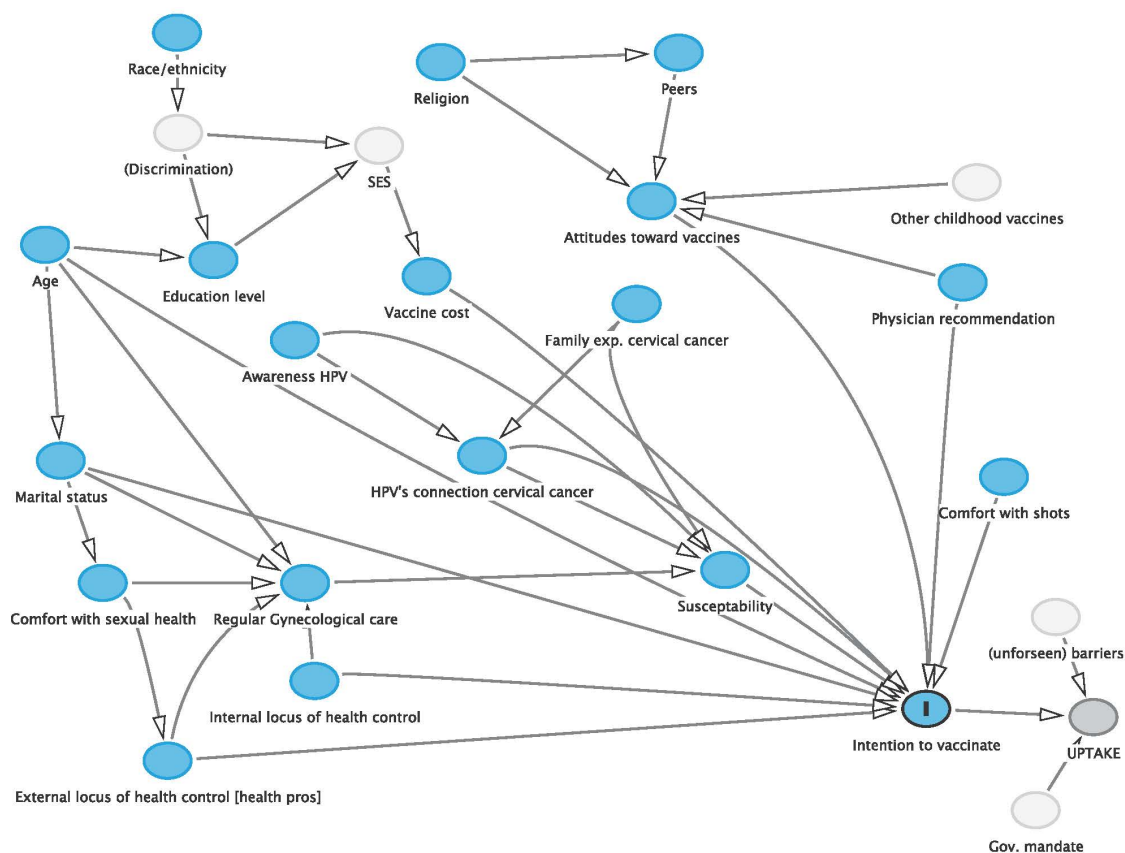 Race/ethnicity
Religion
Peers
(Discrimination)
SES
Other childhood vaccines
Attitudes toward vaccines
Age
Education level
Vaccine cost
Physician recommendation
Family exp. cervical cancer
Awareness HPV
Marital status
HPV's connection cervical cancer
Comfort with shots
Comfort with sexual health
Regular Gynecological care
Susceptability
(unforseen) barriers
Internal locus of health control
I
Intention to vaccinate
UPTAKE
External locus of health control [health pros]
Gov. mandate